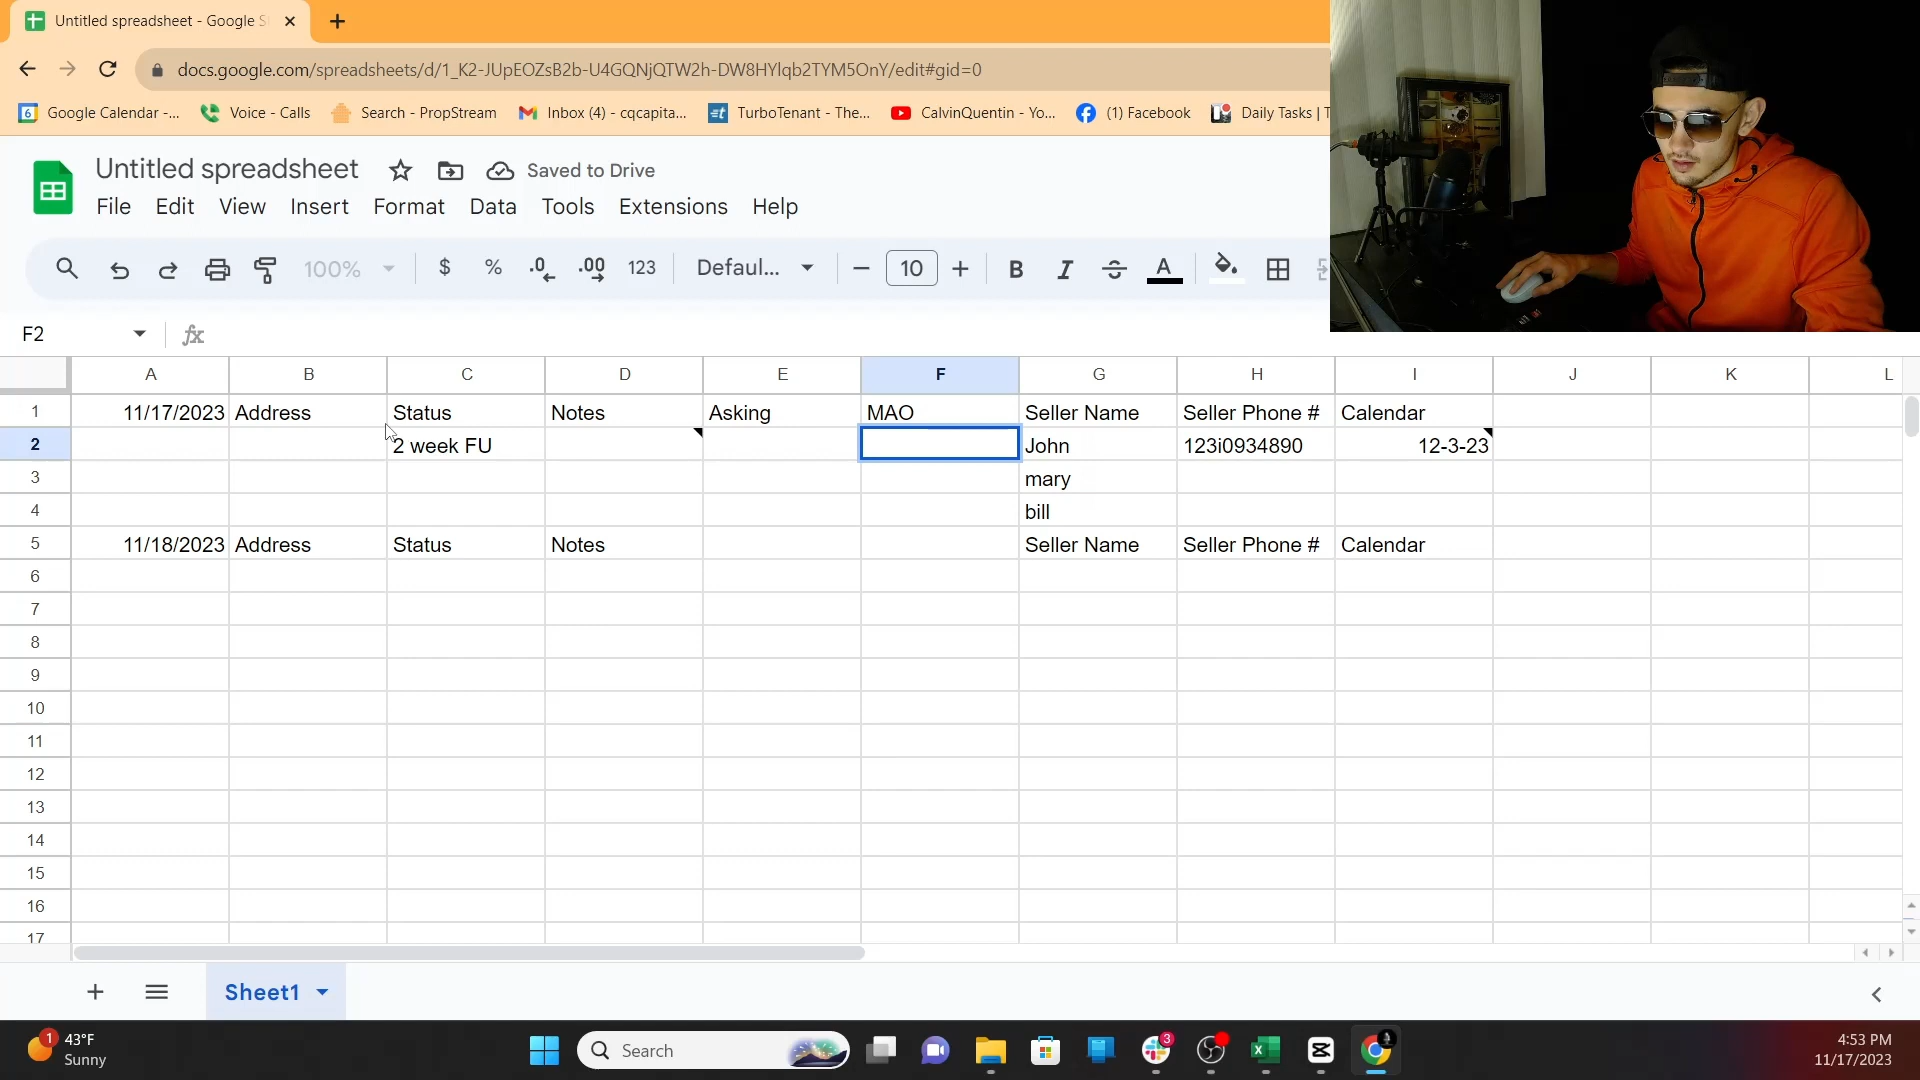 Untitled spreadsheet - Google S
docs.google.com/spreadsheets/d/1_K2-JUpEOZsB2b-U4GQNjQTW2h-DW8HYlqb2TYM5OnY/edit#gid=0
Google Calendar -... Voice - Calls Search - PropStream Inbox (4) - cqcapita... TurboTenant - The... CalvinQuentin - Yo... (1) Facebook Daily Tasks | T
Untitled spreadsheet Saved to Drive
File Edit View Insert Format Data Tools Extensions Help
100% $ % .0 .00 123 Defaul... 10 B I S A
F2 fx
A B C D E F G H I J K L
1 11/17/2023 Address Status Notes Asking MAO Seller Name Seller Phone # Calendar
2 2 week FU John 123i0934890 12-3-23
3 mary
4 bill
5 11/18/2023 Address Status Notes Seller Name Seller Phone # Calendar
6
7
8
9
10
11
12
13
14
15
16
17
Sheet1
1 43°F
Sunny
Search
3
4:53 PM
11/17/2023